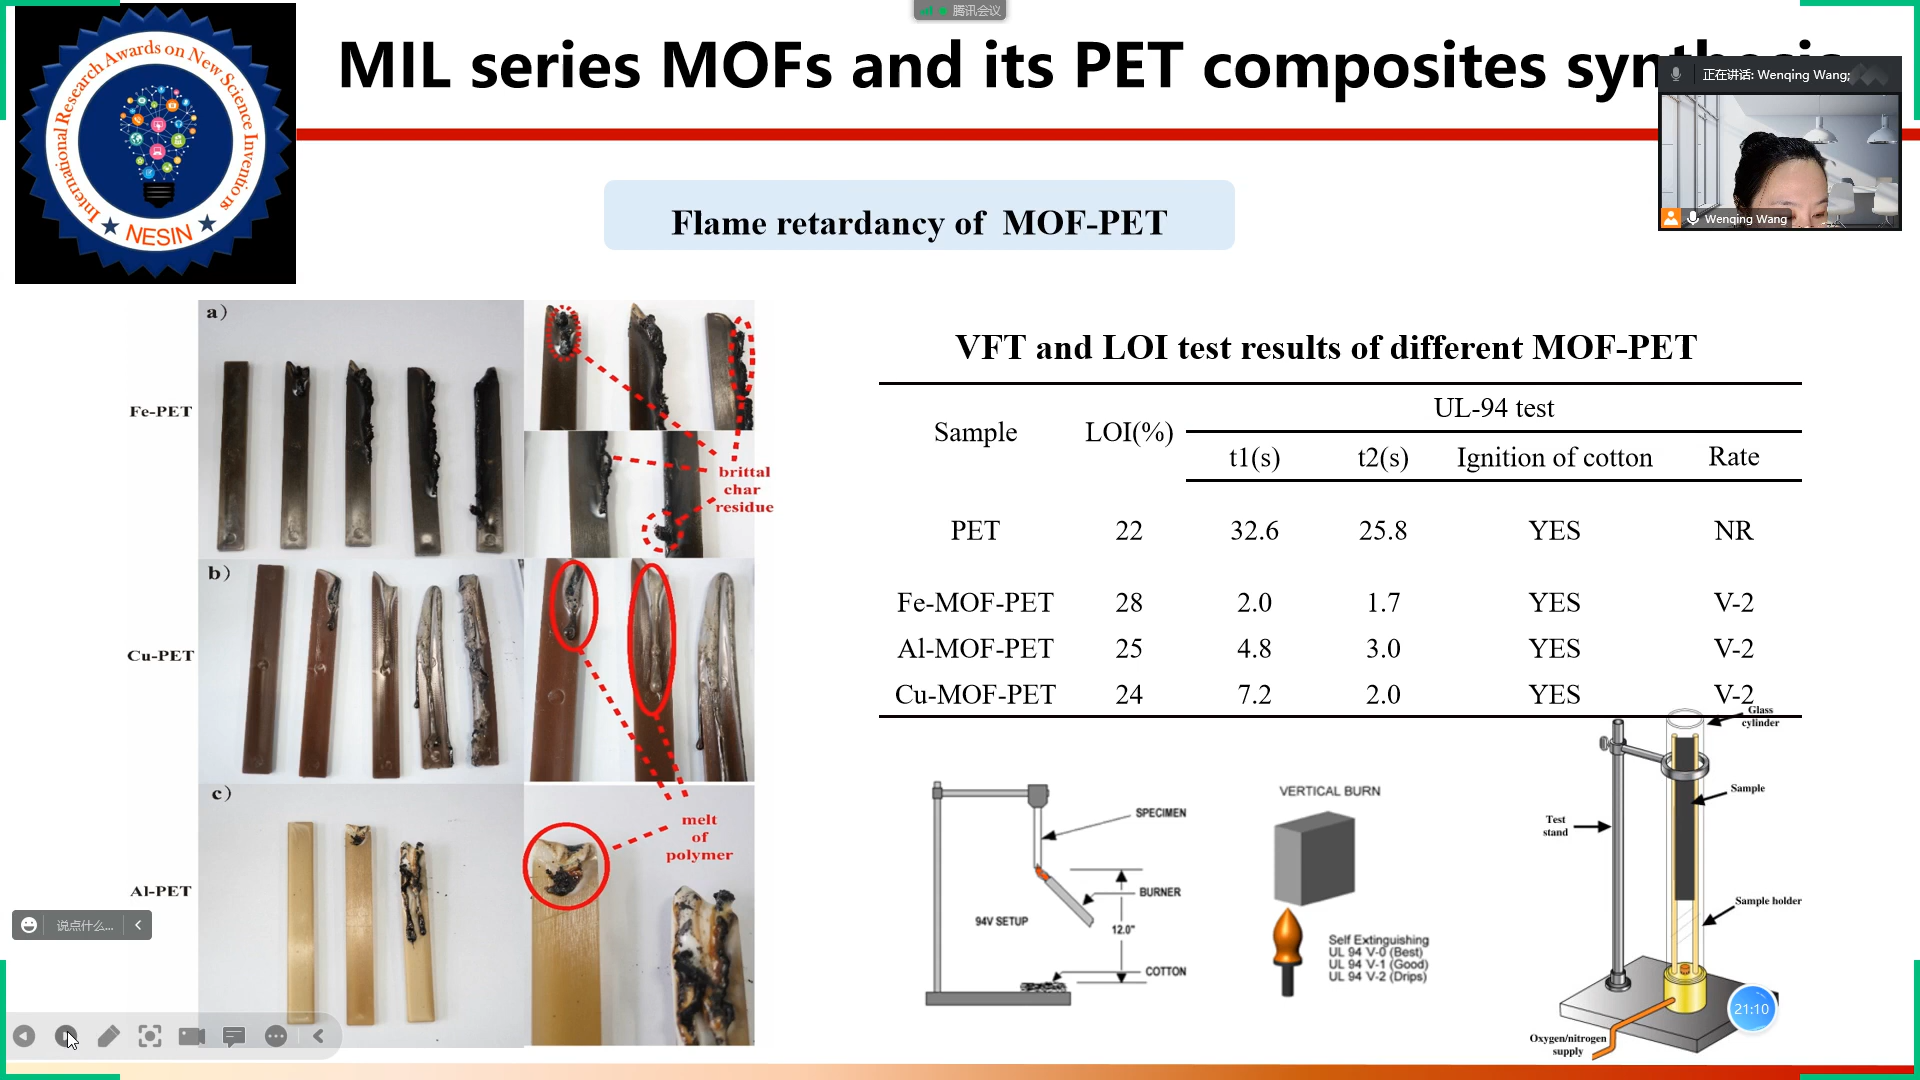 腾讯会议
MIL series MOFs and its PET composites syn
正在讲话: Wenqing Wang;
Wenqing Wang
International Research Awards on New Science Inventions
NESIN
Flame retardancy of MOF-PET
a)
Fe-PET
brittal
char
residue
b)
Cu-PET
c)
melt
of
polymer
Al-PET
VFT and LOI test results of different MOF-PET
Sample LOI(%) UL-94 test
t1(s) t2(s) Ignition of cotton Rate
PET 22 32.6 25.8 YES NR
Fe-MOF-PET 28 2.0 1.7 YES V-2
Al-MOF-PET 25 4.8 3.0 YES V-2
Cu-MOF-PET 24 7.2 2.0 YES V-2
SPECIMEN
BURNER
94V SETUP
12.0"
COTTON
VERTICAL BURN
Self Extinguishing
UL 94 V-0 (Best)
UL 94 V-1 (Good)
UL 94 V-2 (Drips)
Glass
cylinder
Sample
Test
stand
Sample holder
Oxygen/nitrogen
supply
21:10
说点什么...